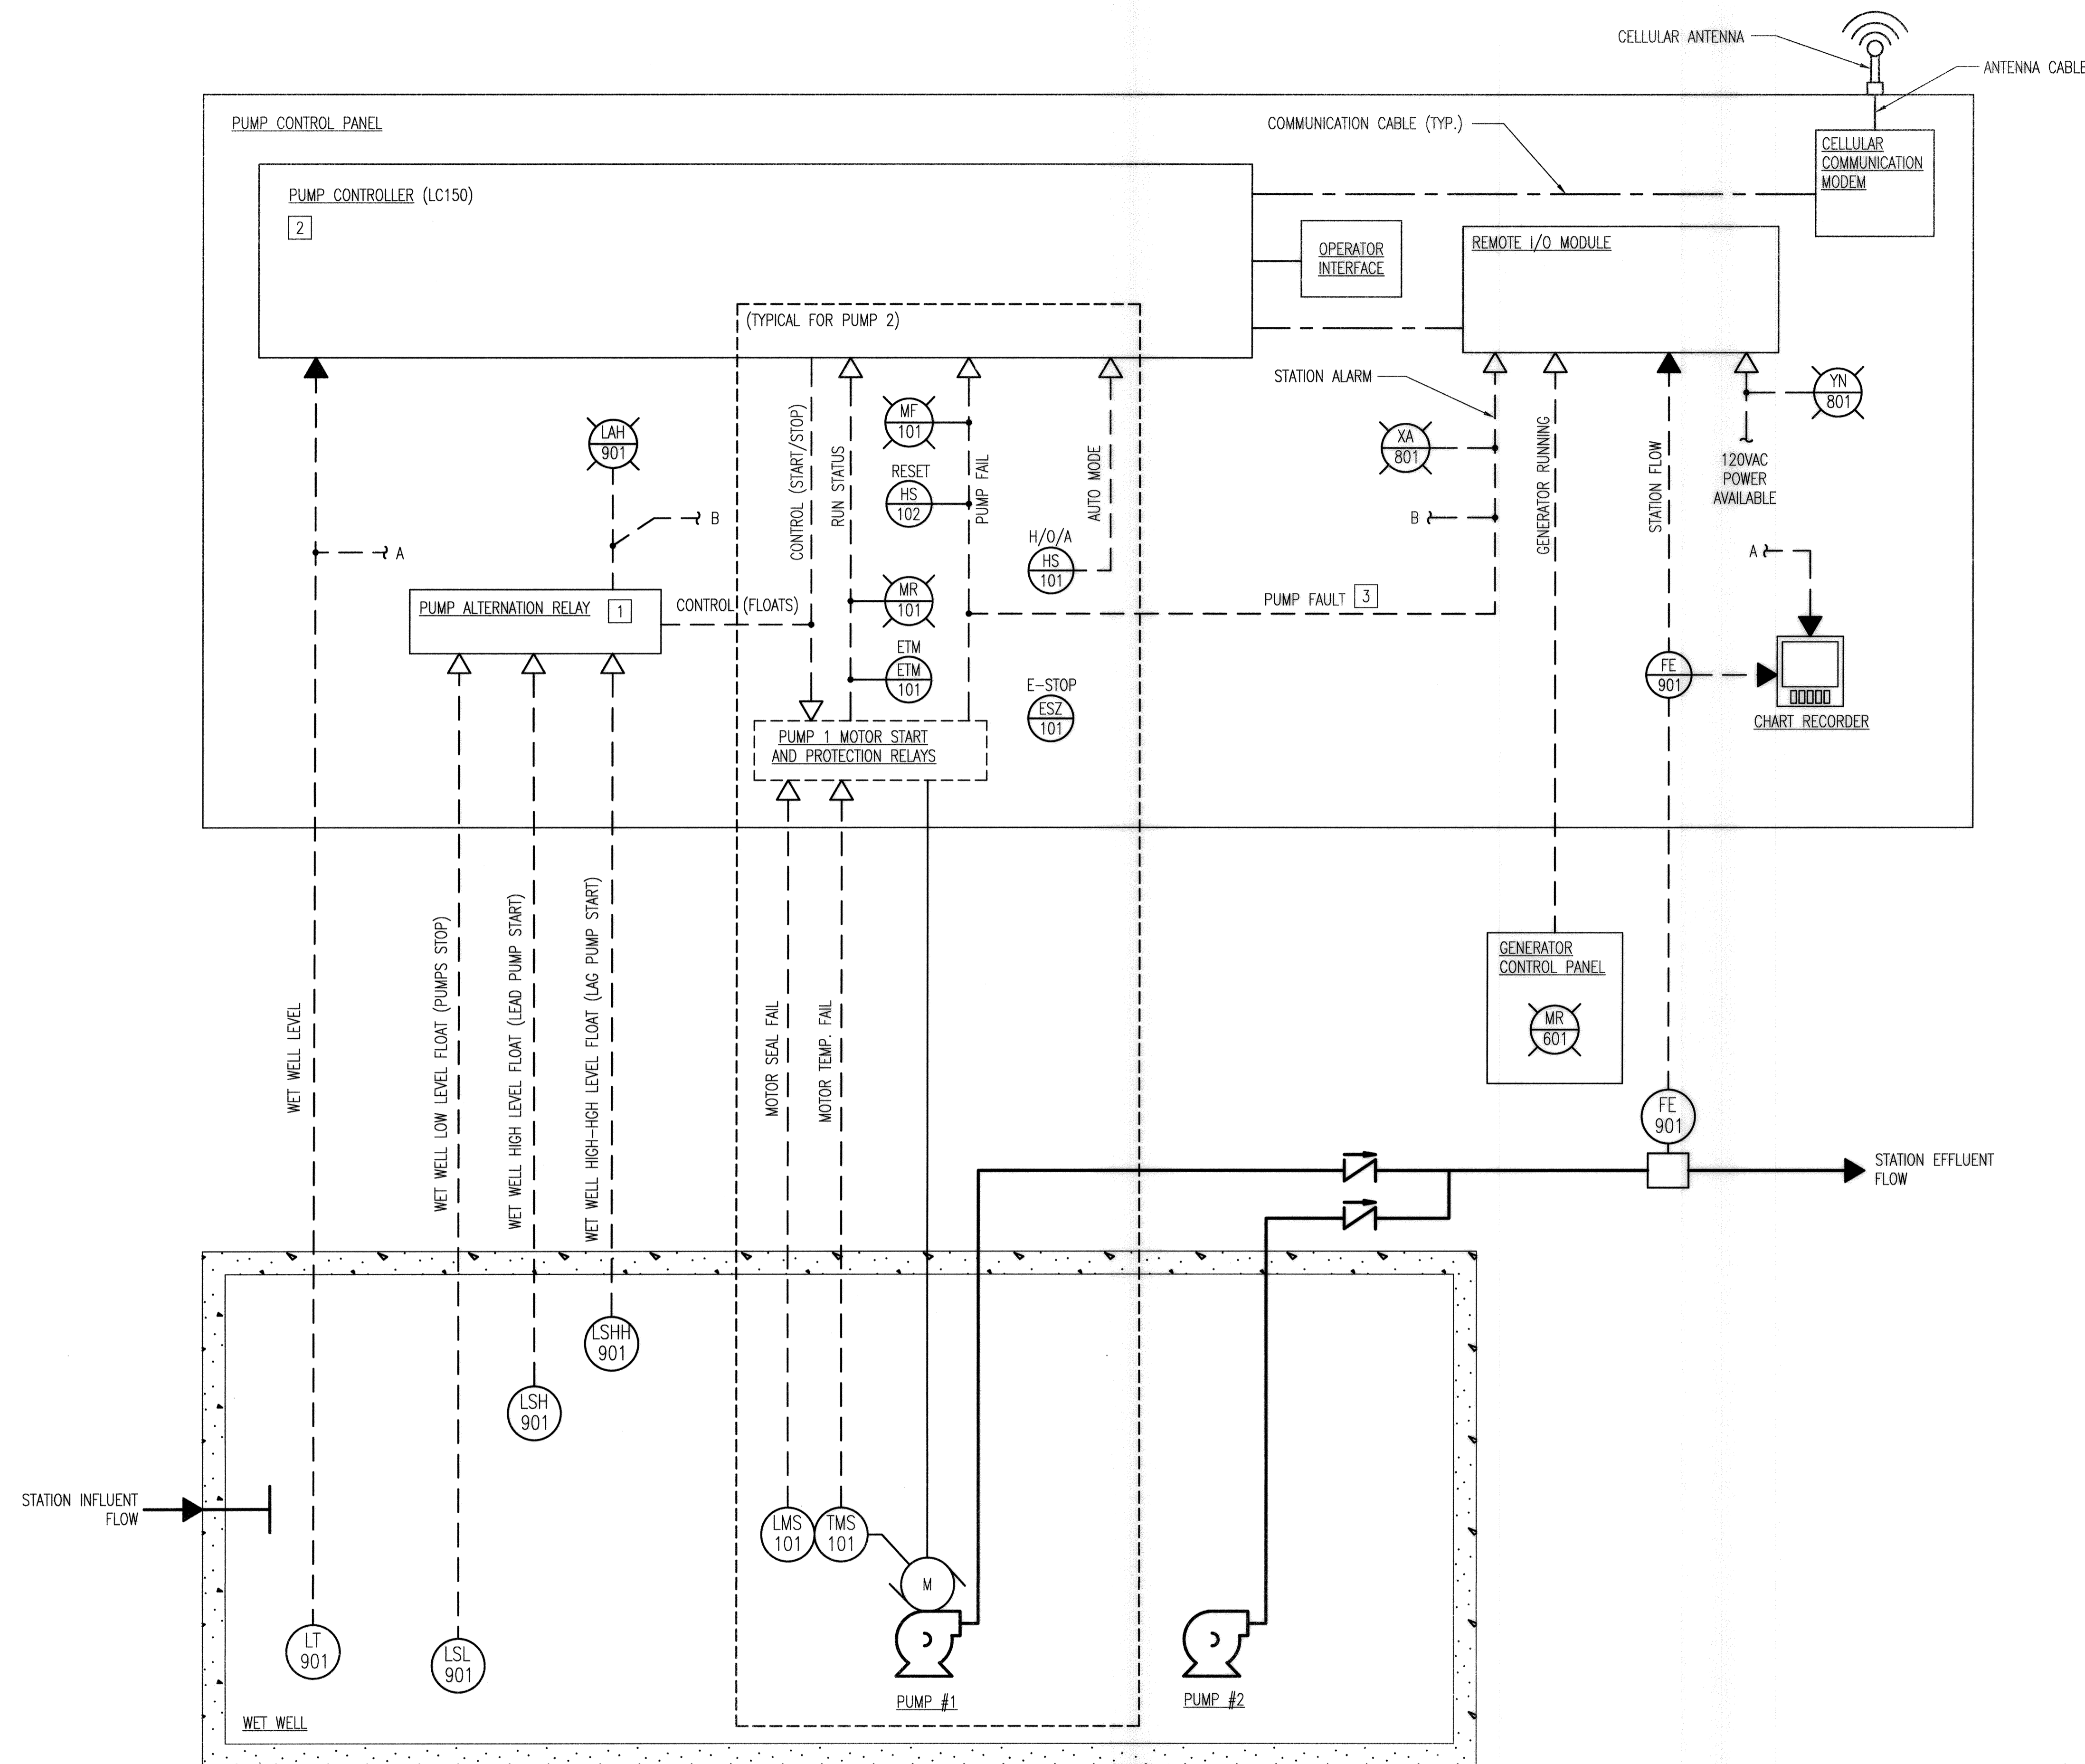 CELLULAR ANTENNA
ANTENNA CABLE
PUMP CONTROL PANEL
COMMUNICATION CABLE (TYP.)
CELLULAR
COMMUNICATION
MODEM
PUMP CONTROLLER (LC150)
2
OPERATOR
INTERFACE
REMOTE I/O MODULE
(TYPICAL FOR PUMP 2)
STATION ALARM
YN
801
MF
101
LAH
901
XA
801
RESET
HS
102
CONTROL (START/STOP)
RUN STATUS
PUMP FAIL
AUTO MODE
GENERATOR RUNNING
STATION FLOW
120VAC
POWER
AVAILABLE
B
B
A
A
H/O/A
HS
101
PUMP ALTERNATION RELAY
1
CONTROL (FLOATS)
MR
101
PUMP FAULT
3
ETM
ETM
101
FE
901
E-STOP
ESZ
101
CHART RECORDER
PUMP 1 MOTOR START
AND PROTECTION RELAYS
WET WELL LEVEL
WET WELL LOW LEVEL FLOAT (PUMPS STOP)
WET WELL HIGH LEVEL FLOAT (LEAD PUMP START)
WET WELL HIGH-HGH LEVEL FLOAT (LAG PUMP START)
MOTOR SEAL FAIL
MOTOR TEMP. FAIL
GENERATOR
CONTROL PANEL
MR
601
FE
901
STATION EFFLUENT
FLOW
LSHH
901
LSH
901
STATION INFLUENT
FLOW
LMS
101
TMS
101
M
LT
901
LSL
901
PUMP #1
PUMP #2
WET WELL